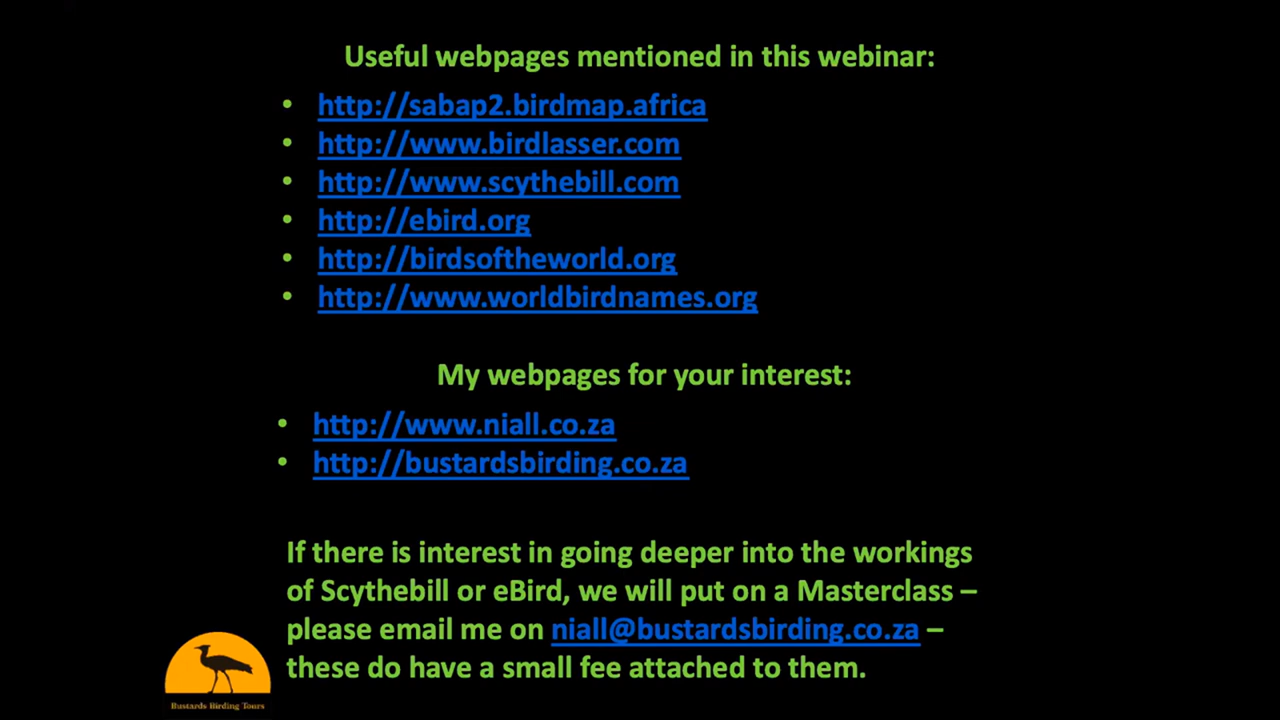 Useful webpages mentioned in this webinar:
• http://sabap2.birdmap.africa
• http://www.birdlasser.com
• http://www.scythebill.com
• http://ebird.org
• http://birdsoftheworld.org
• http://www.worldbirdnames.org
My webpages for your interest:
• http://www.niall.co.za
• http://bustardsbirding.co.za
If there is interest in going deeper into the workings
of Scythebill or eBird, we will put on a Masterclass –
please email me on niall@bustardsbirding.co.za –
these do have a small fee attached to them.
Bustards Birding Tours